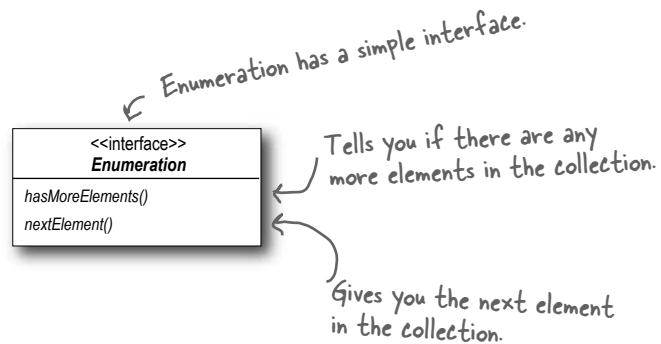 Enumeration has a simple interface.
<<interface>>
Enumeration
hasMoreElements()
nextElement()
Tells you if there are any
more elements in the collection.
Gives you the next element
in the collection.